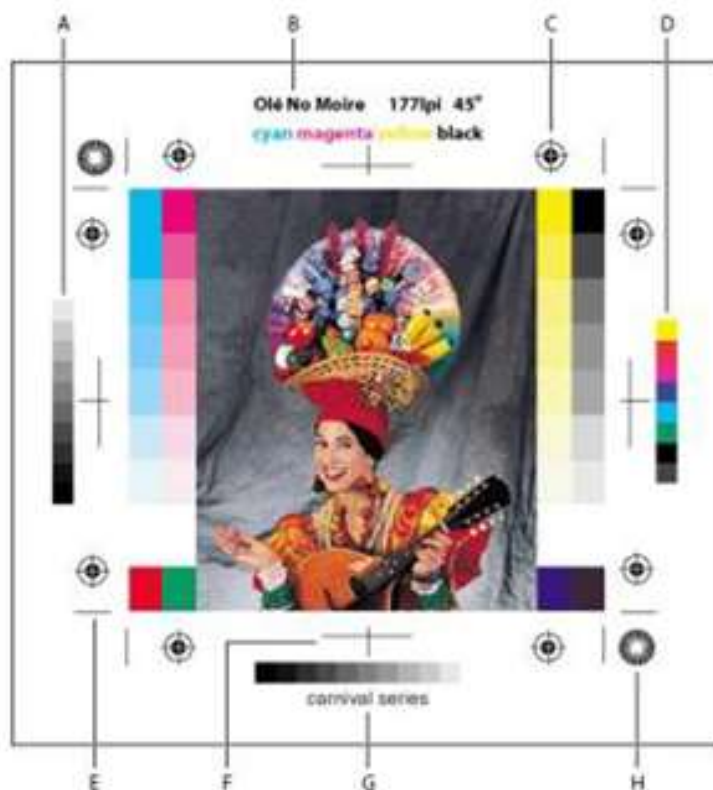 A B C D
Olé No Moire 177lpi 45°
cyan magenta yellow black
carnival series
E F G H